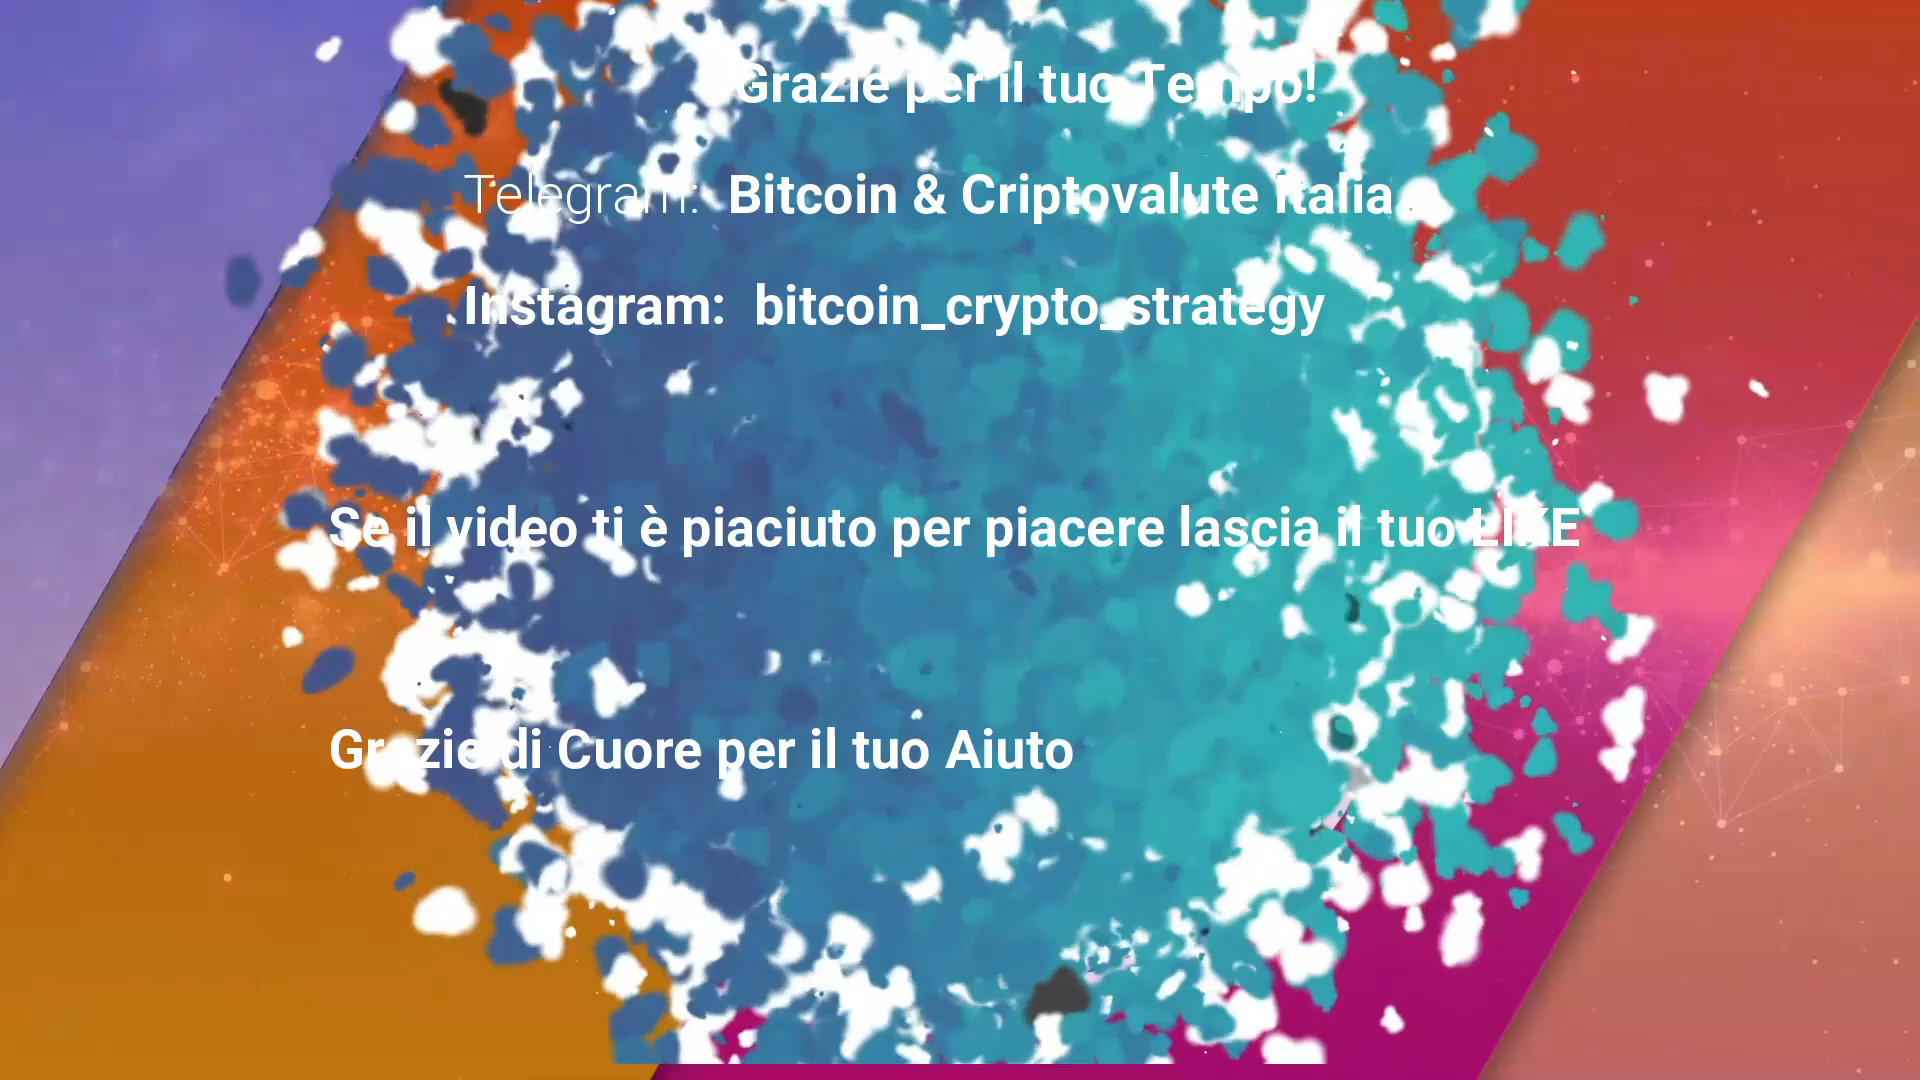 Grazie per il tuo Tempo!
Telegram: Bitcoin & Criptovalute Italia
Instagram: bitcoin_crypto_strategy
Se il video ti è piaciuto per piacere lascia il tuo LIKE
Grazie di Cuore per il tuo Aiuto